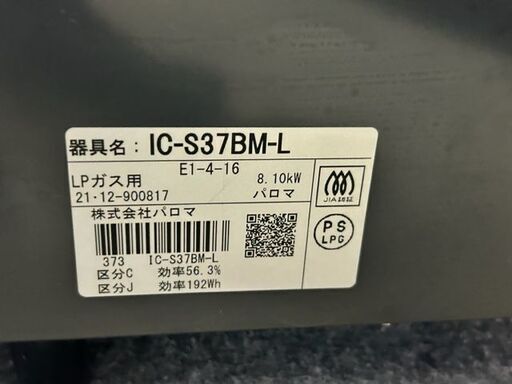 器具名： IC-S37BM-L
E1-4-16
LPガス用 8.10kW
21・12-900817 パロマ
株式会社パロマ
373 IC-S37BM-L
区分C 効率56.3%
区分J 効率192Wh
JIA認証
PS
LPG